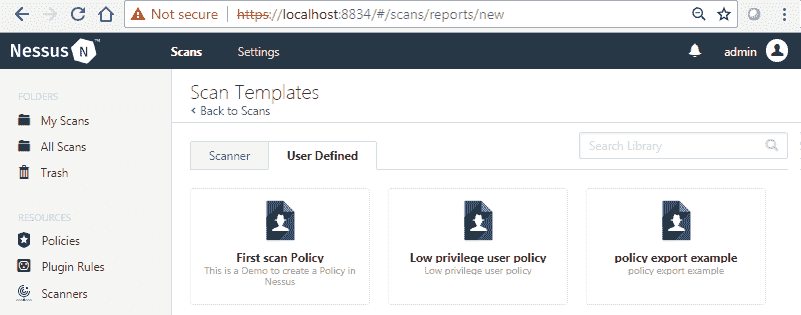 Not secure https://localhost:8834/#/scans/reports/new
Nessus N ™ Scans Settings admin
FOLDERS
My Scans
All Scans
Trash
RESOURCES
Policies
Plugin Rules
Scanners
Scan Templates
< Back to Scans
Scanner User Defined Search Library
First scan Policy
This is a Demo to create a Policy in
Nessus
Low privilege user policy
Low privilege user policy
policy export example
policy export example